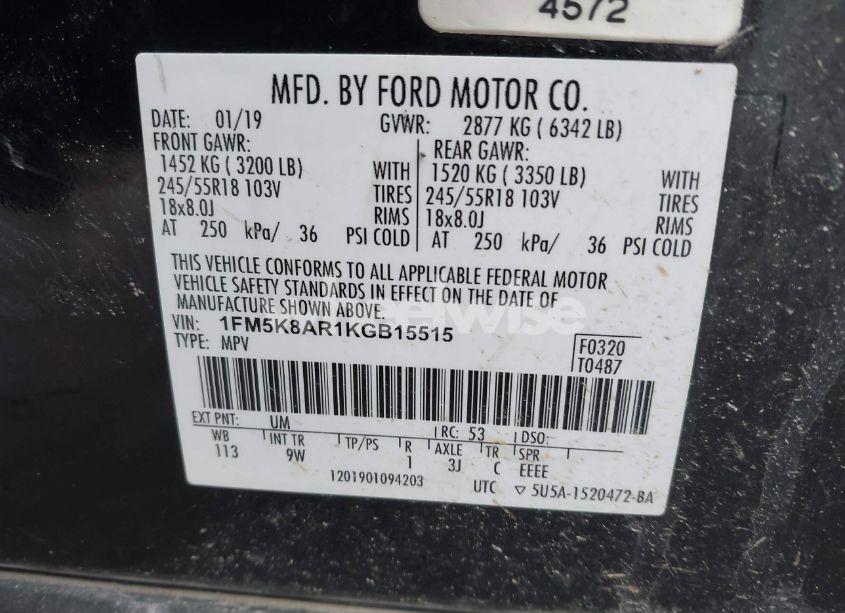 4572
MFD. BY FORD MOTOR CO.
DATE: 01/19 GVWR: 2877 KG ( 6342 LB)
FRONT GAWR: REAR GAWR:
1452 KG ( 3200 LB) WITH 1520 KG ( 3350 LB) WITH
245/55R18 103V TIRES 245/55R18 103V TIRES
18x8.0J RIMS 18x8.0J RIMS
AT 250 kPa/ 36 PSI COLD AT 250 kPa/ 36 PSI COLD
THIS VEHICLE CONFORMS TO ALL APPLICABLE FEDERAL MOTOR
VEHICLE SAFETY STANDARDS IN EFFECT ON THE DATE OF
MANUFACTURE SHOWN ABOVE.
VIN: 1FM5K8AR1KGB15515
TYPE: MPV
F0320
T0487
EXT PNT: UM RC: 53 DSO:
WB INT TR TP/PS R AXLE TR SPR
113 9W 1 3J C EEEE
1201901094203 UTC ▽ 5U5A-1520472-BA